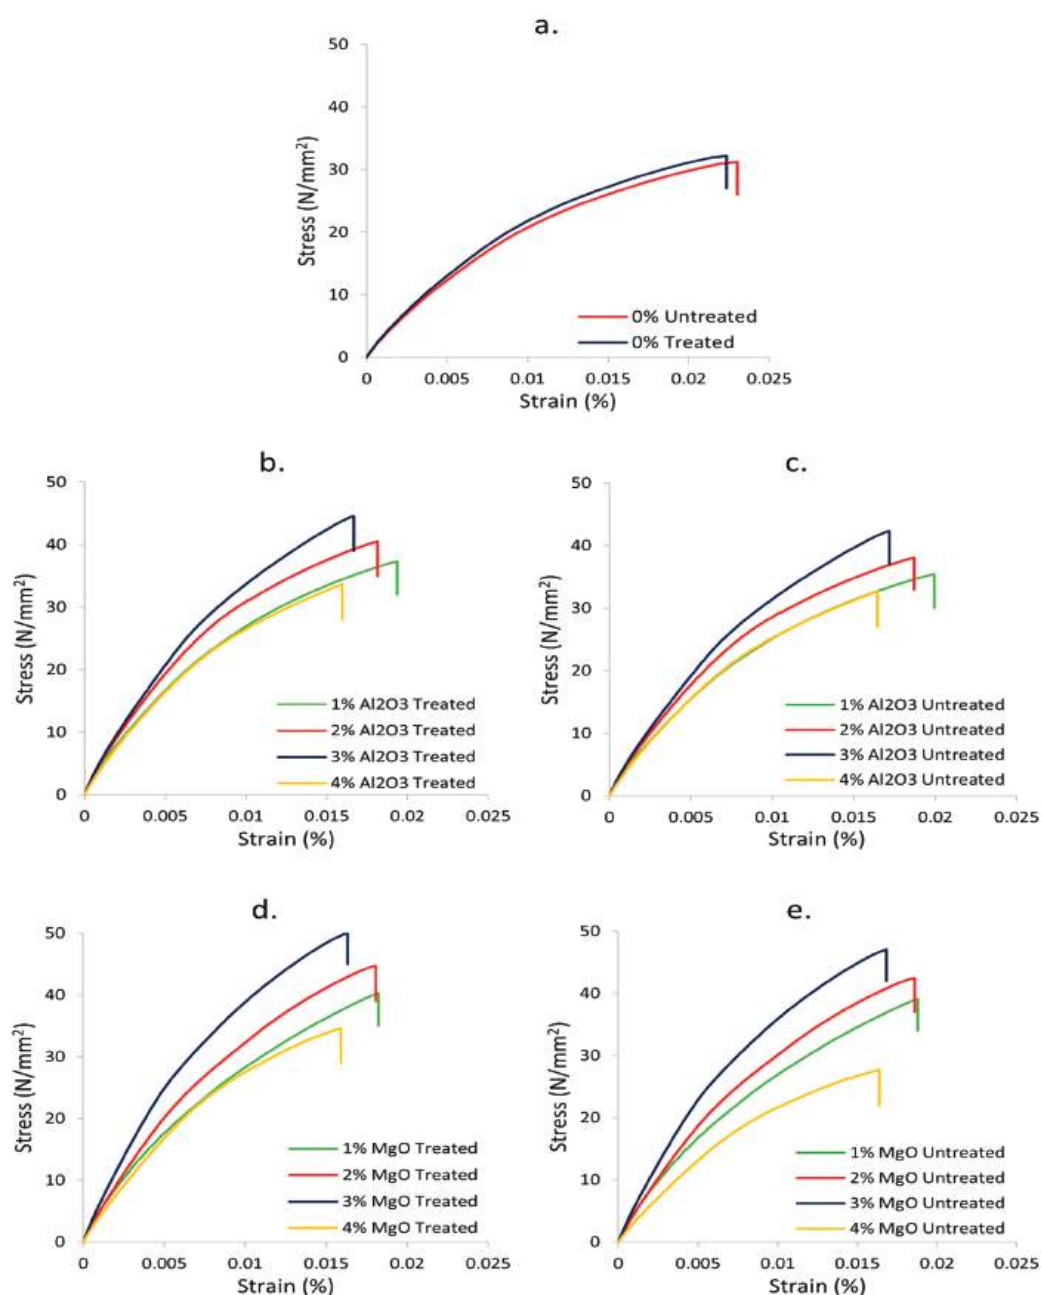 a.
50
40
30
20
10
0
Stress (N/mm²)
0% Untreated
0% Treated
0 0.005 0.01 0.015 0.02 0.025
Strain (%)
b.
50
40
30
20
10
0
Stress (N/mm²)
1% Al2O3 Treated
2% Al2O3 Treated
3% Al2O3 Treated
4% Al2O3 Treated
0 0.005 0.01 0.015 0.02 0.025
Strain (%)
c.
50
40
30
20
10
0
Stress (N/mm²)
1% Al2O3 Untreated
2% Al2O3 Untreated
3% Al2O3 Untreated
4% Al2O3 Untreated
0 0.005 0.01 0.015 0.02 0.025
Strain (%)
d.
50
40
30
20
10
0
Stress (N/mm²)
1% MgO Treated
2% MgO Treated
3% MgO Treated
4% MgO Treated
0 0.005 0.01 0.015 0.02 0.025
Strain (%)
e.
50
40
30
20
10
0
Stress (N/mm²)
1% MgO Untreated
2% MgO Untreated
3% MgO Untreated
4% MgO Untreated
0 0.005 0.01 0.015 0.02 0.025
Strain (%)